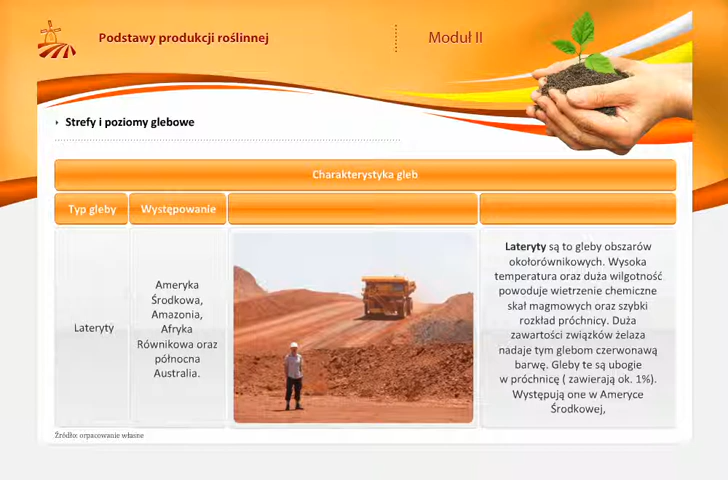 Podstawy produkcji roślinnej
Moduł II
Strefy i poziomy glebowe
Charakterystyka gleb
Typ gleby
Występowanie
Lateryty
Ameryka
Środkowa,
Amazonia,
Afryka
Równikowa oraz
północna
Australia.
Lateryty są to gleby obszarów
okołorównikowych. Wysoka
temperatura oraz duża wilgotność
powoduje wietrzenie chemiczne
skał magmowych oraz szybki
rozkład próchnicy. Duża
zawartości związków żelaza
nadaje tym glebom czerwonawą
barwę. Gleby te są ubogie
w próchnicę ( zawierają ok. 1%).
Występują one w Ameryce
Środkowej,
Źródło: orpacowanie własne